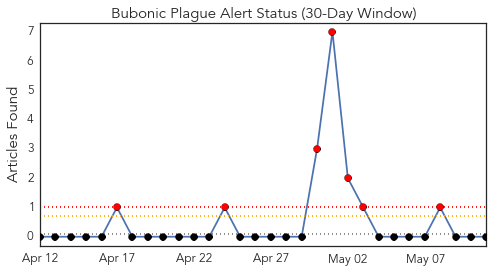 Bubonic Plague Alert Status (30-Day Window)
Articles Found
7
6
5
4
3
2
1
0
Apr 12 Apr 17 Apr 22 Apr 27 May 02 May 07